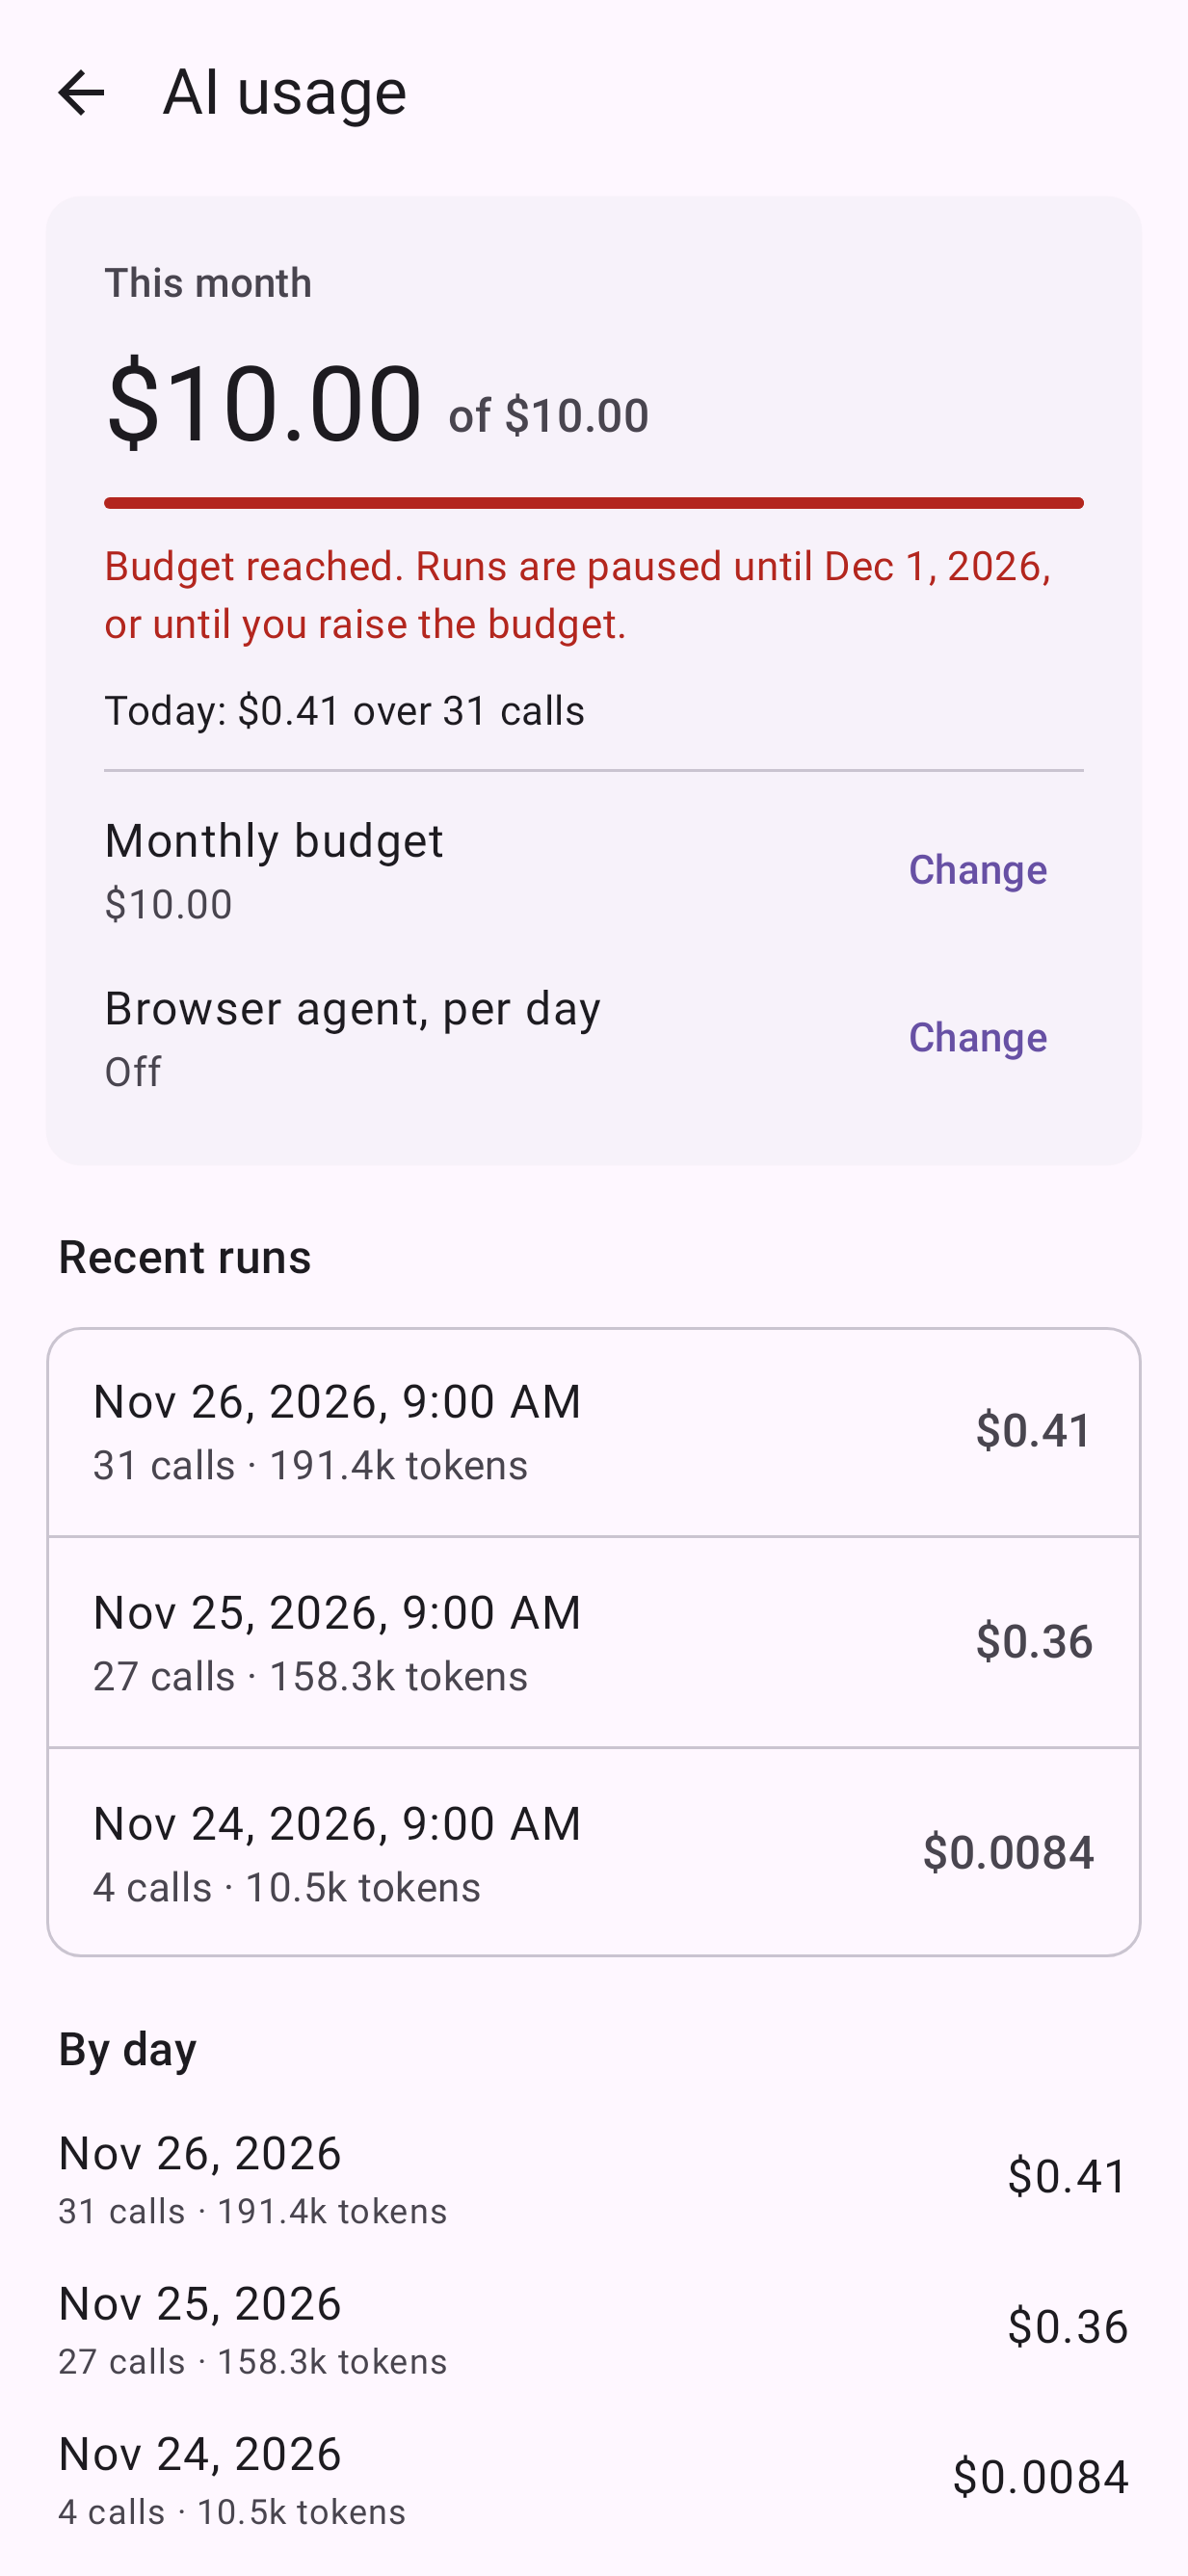 AI usage
This month
$10.00 of $10.00
Budget reached. Runs are paused until Dec 1, 2026,
or until you raise the budget.
Today: $0.41 over 31 calls
Monthly budget
$10.00
Change
Browser agent, per day
Off
Change
Recent runs
Nov 26, 2026, 9:00 AM
31 calls · 191.4k tokens
$0.41
Nov 25, 2026, 9:00 AM
27 calls · 158.3k tokens
$0.36
Nov 24, 2026, 9:00 AM
4 calls · 10.5k tokens
$0.0084
By day
Nov 26, 2026
31 calls · 191.4k tokens
$0.41
Nov 25, 2026
27 calls · 158.3k tokens
$0.36
Nov 24, 2026
4 calls · 10.5k tokens
$0.0084